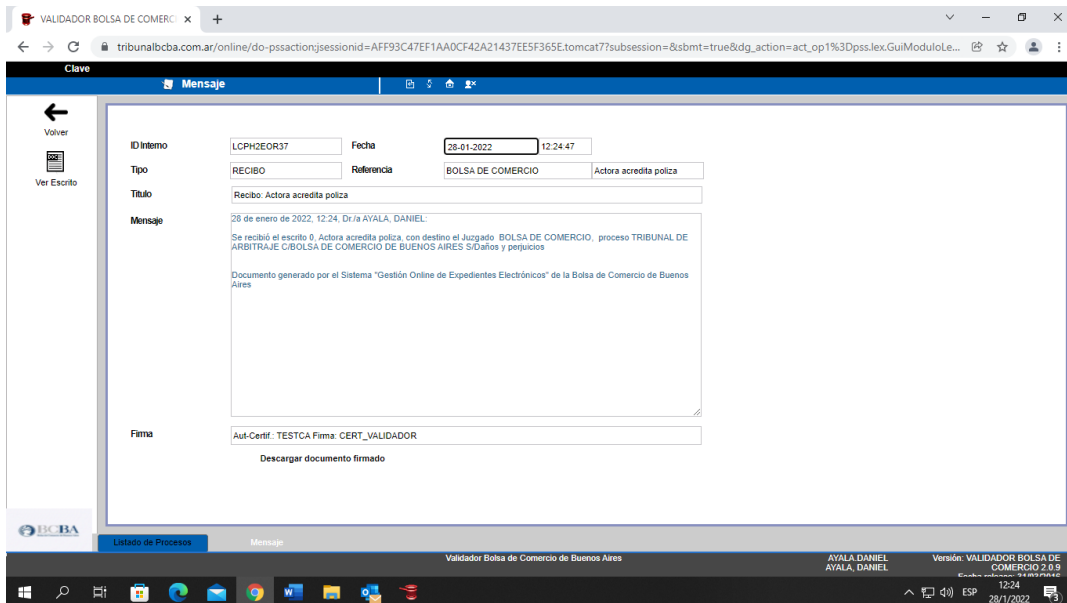 VALIDADOR BOLSA DE COMERC
tribunalbcba.com.ar/online/do-pssaction;jsessionid=AFF93C47EF1AA0CF42A21437EE5F365E.tomcat7?subsession=&sbmt=true&dg_action=act_op1%3Dpss.lex.GuiModuloLe...
Clave
Mensaje
Volver
Ver Escrito
ID Interno LCPH2EOR37 Fecha 28-01-2022 12:24:47
Tipo RECIBO Referencia BOLSA DE COMERCIO Actora acredita poliza
Titulo Recibo: Actora acredita poliza
Mensaje 28 de enero de 2022, 12:24, Dr./a AYALA, DANIEL:
Se recibió el escrito 0, Actora acredita poliza, con destino el Juzgado BOLSA DE COMERCIO, proceso TRIBUNAL DE
ARBITRAJE C/BOLSA DE COMERCIO DE BUENOS AIRES S/Daños y perjuicios
Documento generado por el Sistema "Gestión Online de Expedientes Electrónicos" de la Bolsa de Comercio de Buenos
Aires
Firma Aut-Certif.: TESTCA Firma: CERT_VALIDADOR
Descargar documento firmado
BCBA
Listado de Procesos Mensaje
Validador Bolsa de Comercio de Buenos Aires
AYALA.DANIEL
AYALA, DANIEL
Versión: VALIDADOR BOLSA DE
COMERCIO 2.0.9
Fecha release: 31/03/2016
ESP
12:24
28/1/2022
3